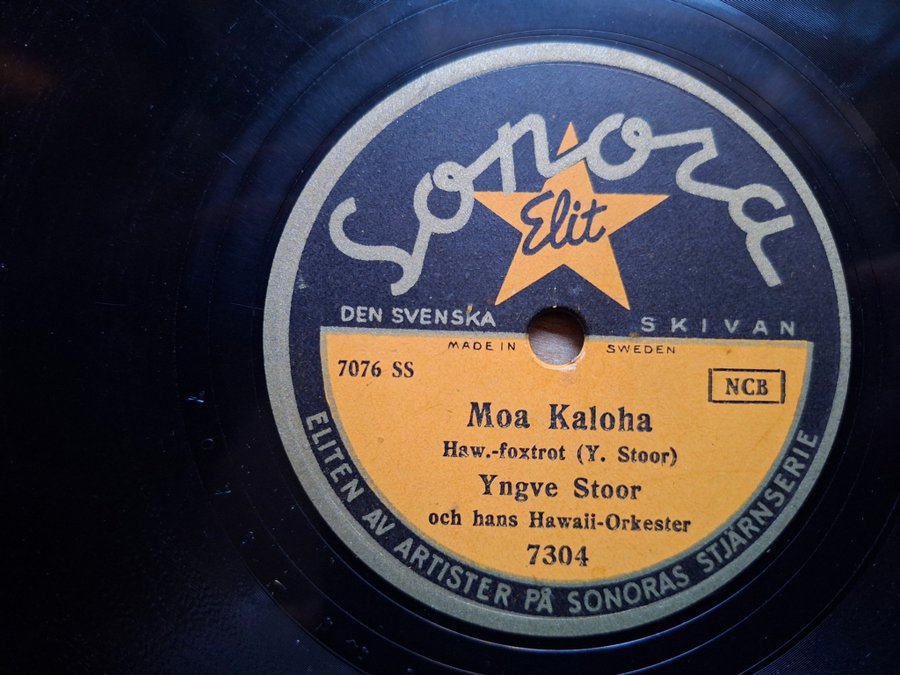 Sonora
Elit
DEN SVENSKA SKIVAN
MADE IN SWEDEN
7076 SS
NCB
Moa Kaloha
Haw.-foxtrot (Y. Stoor)
Yngve Stoor
och hans Hawaii-Orkester
7304
ELITEN AV ARTISTER PÅ SONORAS STJÄRNSERIE